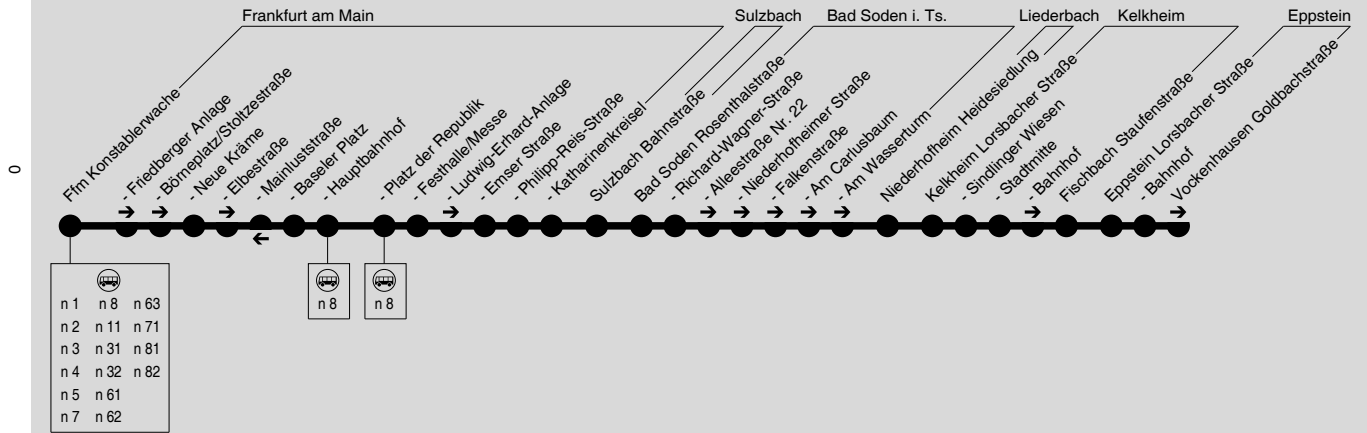 Frankfurt am Main
Sulzbach
Bad Soden i. Ts.
Liederbach
Kelkheim
Eppstein
Ffm Konstablerwache
- Friedberger Anlage
- Börneplatz/Stoltzestraße
- Neue Kräme
- Elbestraße
- Mainluststraße
- Baseler Platz
- Hauptbahnhof
- Platz der Republik
- Festhalle/Messe
- Ludwig-Erhard-Anlage
- Emser Straße
- Philipp-Reis-Straße
- Katharinenkreisel
Sulzbach Bahnstraße
Bad Soden Rosenthalstraße
- Richard-Wagner-Straße
- Alleestraße Nr. 22
- Niederhofheimer Straße
- Falkenstraße
- Am Carlusbaum
- Am Wasserturm
Niederhofheim Heidesiedlung
Kelkheim Lorsbacher Straße
- Sindlinger Wiesen
- Stadtmitte
- Bahnhof
Fischbach Staufenstraße
Eppstein Lorsbacher Straße
- Bahnhof
Vockenhausen Goldbachstraße
0
n 1 n 8 n 63
n 2 n 11 n 71
n 3 n 31 n 81
n 4 n 32 n 82
n 5 n 61
n 7 n 62
n 8
n 8